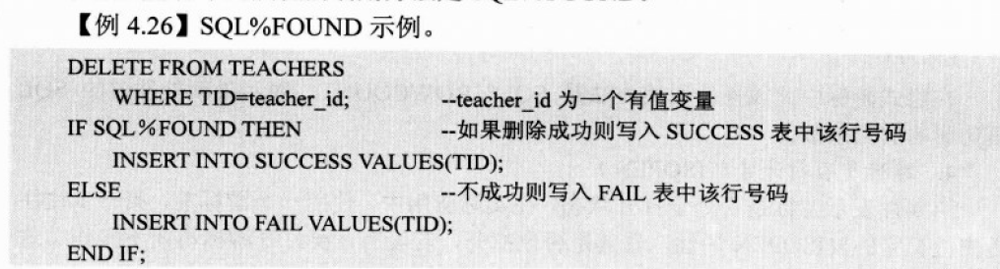 【例 4.26】SQL%FOUND 示例。
DELETE FROM TEACHERS
WHERE TID=teacher_id; --teacher_id 为一个有值变量
IF SQL%FOUND THEN --如果删除成功则写入 SUCCESS 表中该行号码
INSERT INTO SUCCESS VALUES(TID);
ELSE --不成功则写入 FAIL 表中该行号码
INSERT INTO FAIL VALUES(TID);
END IF;